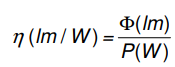 η (lm / W) = Φ(lm) / P(W)